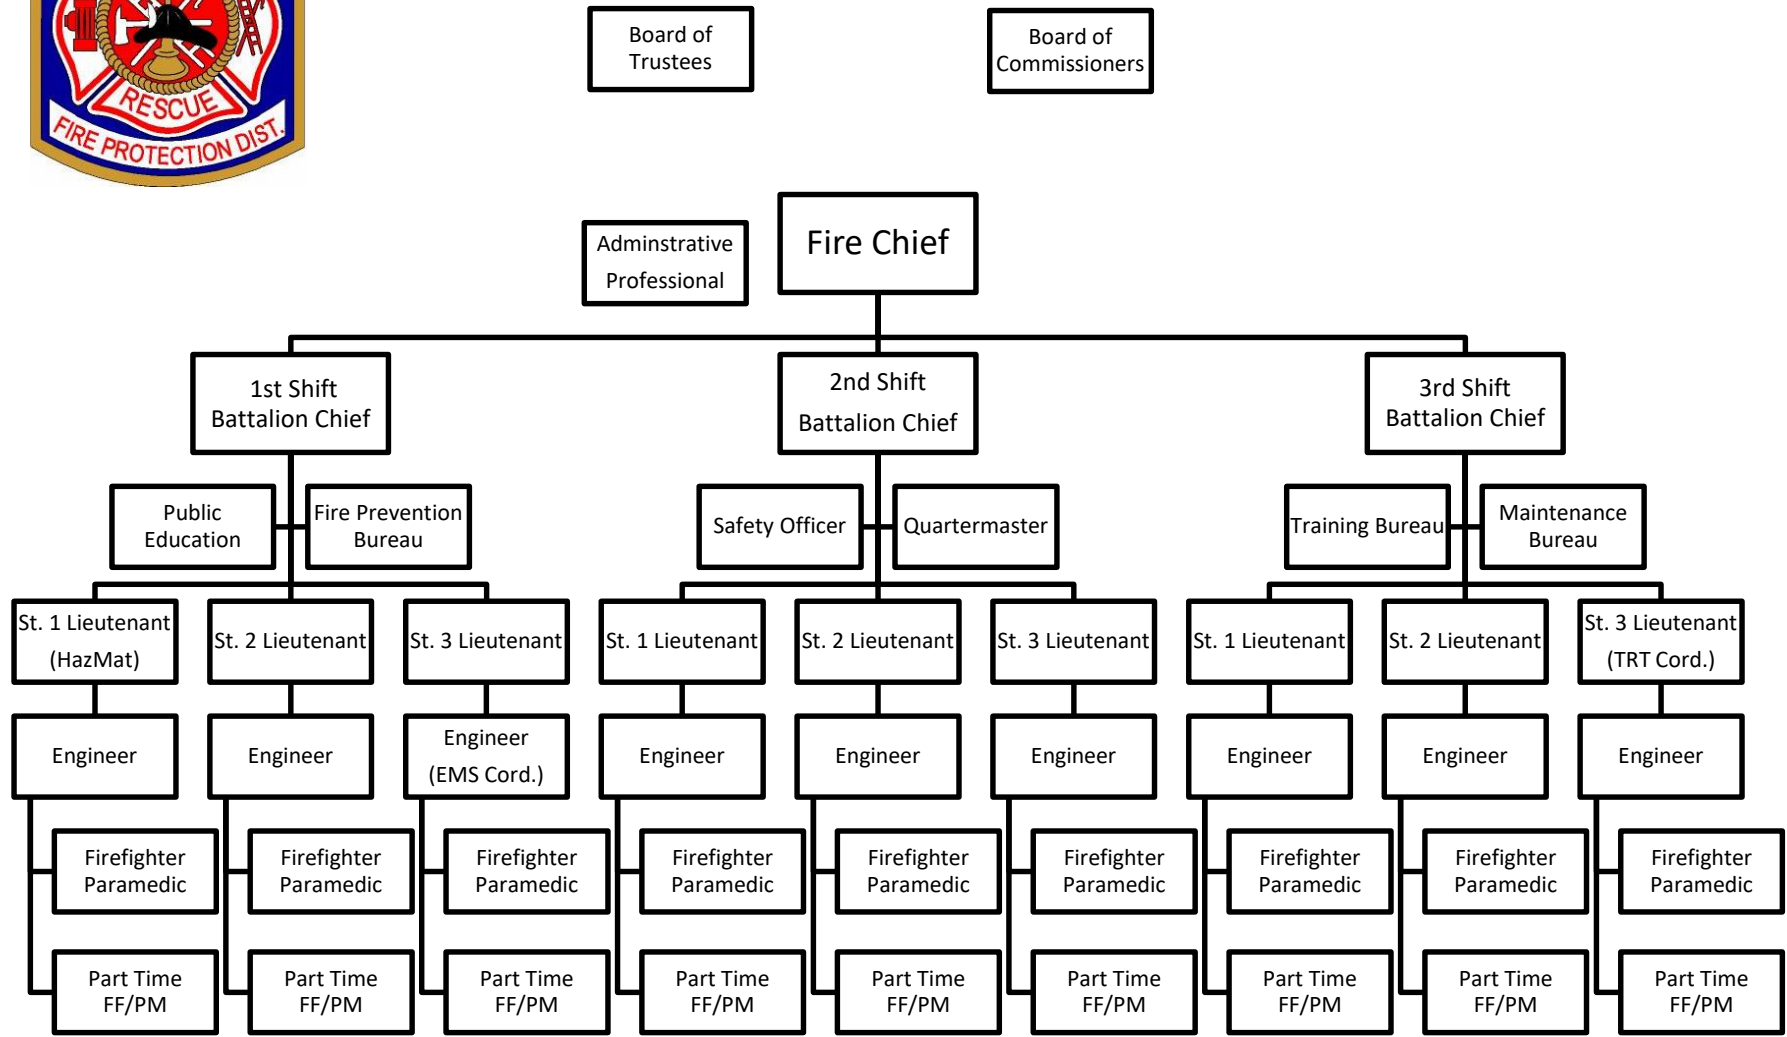 RESCUE
FIRE PROTECTION DIST.
Board of
Trustees
Board of
Commissioners
Adminstrative
Professional
Fire Chief
1st Shift
Battalion Chief
2nd Shift
Battalion Chief
3rd Shift
Battalion Chief
Public
Education
Fire Prevention
Bureau
Safety Officer
Quartermaster
Training Bureau
Maintenance
Bureau
St. 1 Lieutenant
(HazMat)
St. 2 Lieutenant
St. 3 Lieutenant
St. 1 Lieutenant
St. 2 Lieutenant
St. 3 Lieutenant
St. 1 Lieutenant
St. 2 Lieutenant
St. 3 Lieutenant
(TRT Cord.)
Engineer
Engineer
Engineer
(EMS Cord.)
Engineer
Engineer
Engineer
Engineer
Engineer
Engineer
Firefighter
Paramedic
Firefighter
Paramedic
Firefighter
Paramedic
Firefighter
Paramedic
Firefighter
Paramedic
Firefighter
Paramedic
Firefighter
Paramedic
Firefighter
Paramedic
Firefighter
Paramedic
Part Time
FF/PM
Part Time
FF/PM
Part Time
FF/PM
Part Time
FF/PM
Part Time
FF/PM
Part Time
FF/PM
Part Time
FF/PM
Part Time
FF/PM
Part Time
FF/PM